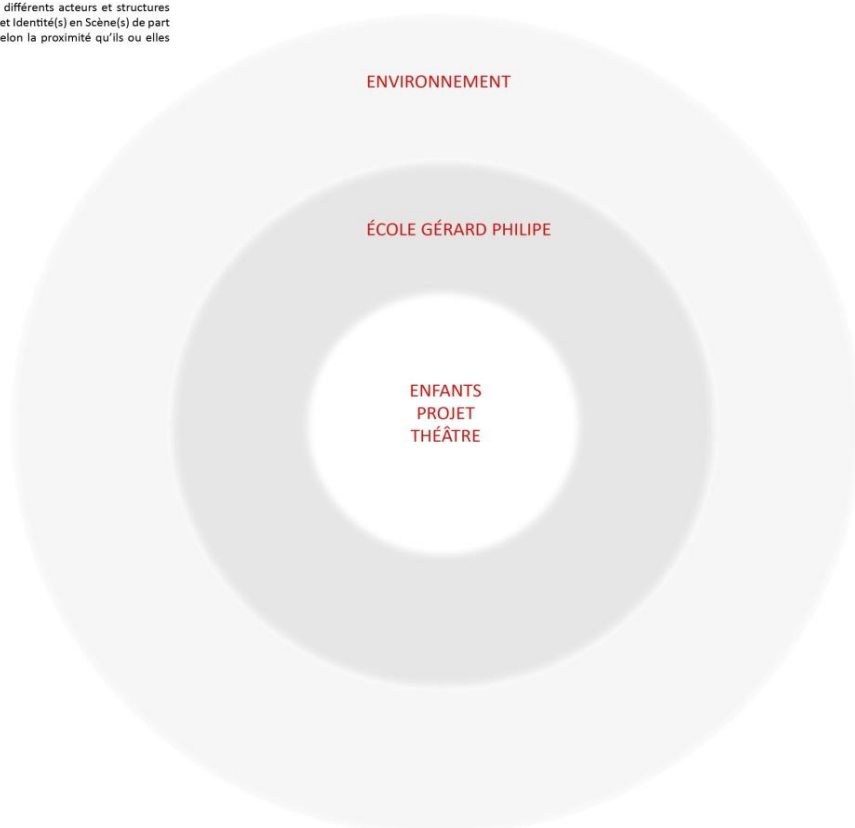 différents acteurs et structures
et Identité(s) en Scène(s) de part
elon la proximité qu'ils ou elles
ENVIRONNEMENT
ÉCOLE GÉRARD PHILIPE
ENFANTS
PROJET
THÉÂTRE